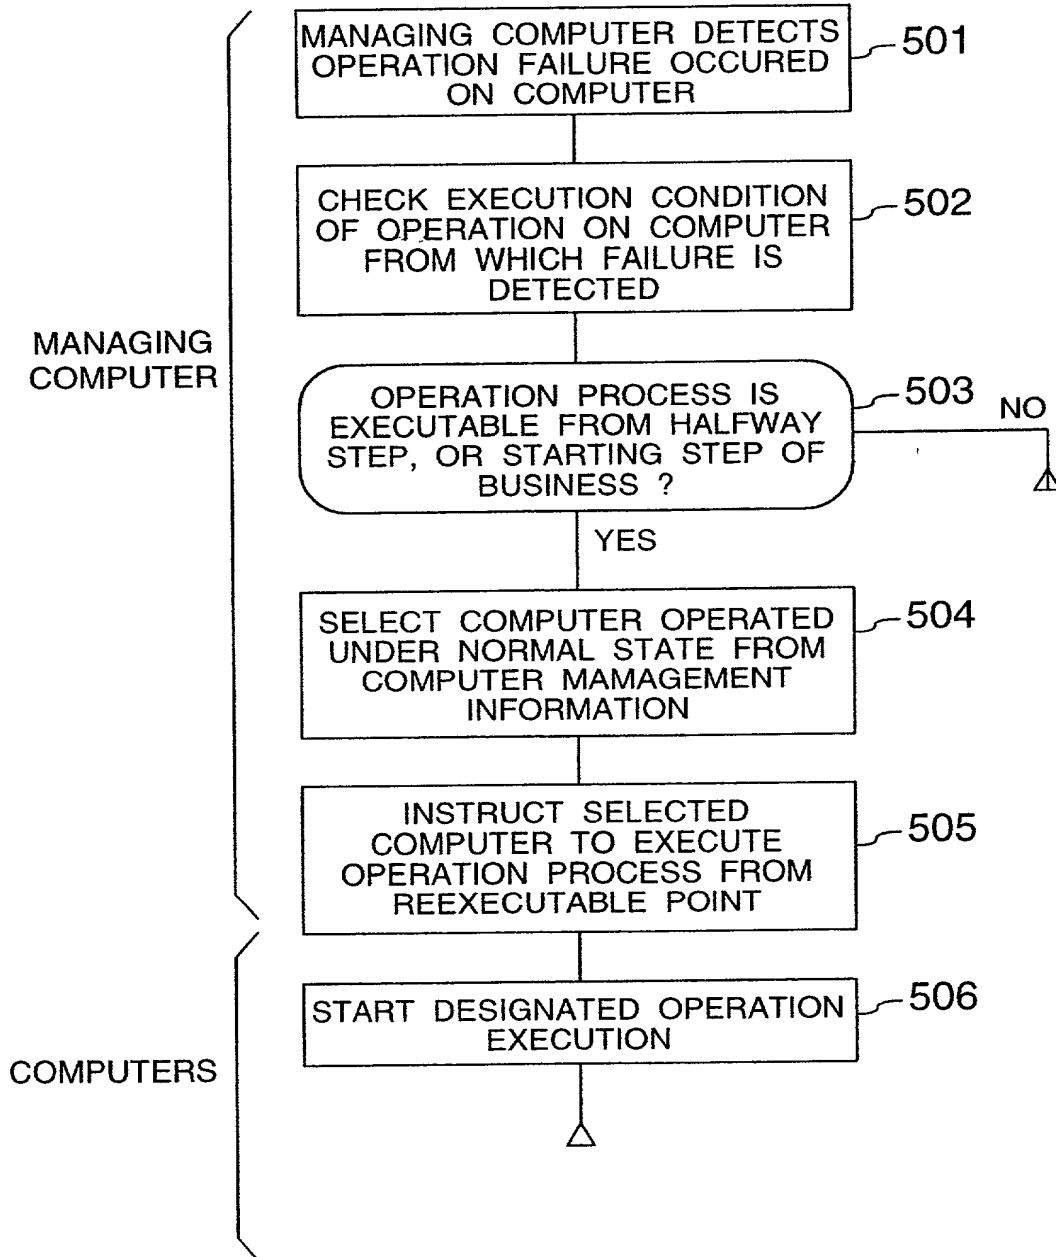 MANAGING COMPUTER DETECTS
OPERATION FAILURE OCCURED
ON COMPUTER
501
CHECK EXECUTION CONDITION
OF OPERATION ON COMPUTER
FROM WHICH FAILURE IS
DETECTED
502
MANAGING
COMPUTER
OPERATION PROCESS IS
EXECUTABLE FROM HALFWAY
STEP, OR STARTING STEP OF
BUSINESS ?
503
NO
YES
SELECT COMPUTER OPERATED
UNDER NORMAL STATE FROM
COMPUTER MAMAGEMENT
INFORMATION
504
INSTRUCT SELECTED
COMPUTER TO EXECUTE
OPERATION PROCESS FROM
REEXECUTABLE POINT
505
START DESIGNATED OPERATION
EXECUTION
506
COMPUTERS